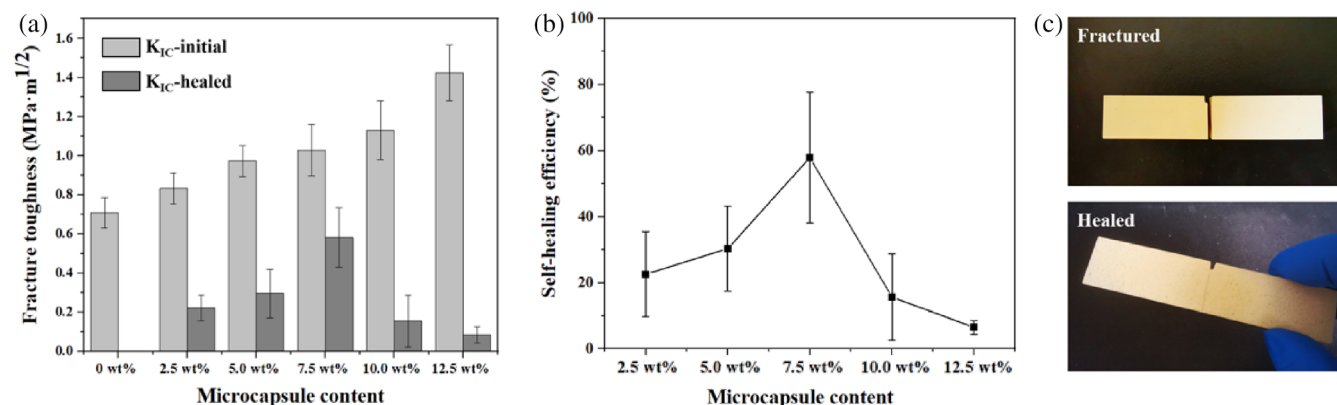 (a)
Fracture toughness (MPa·m1/2)
1.6
1.4
1.2
1.0
0.8
0.6
0.4
0.2
0.0
KIC-initial
KIC-healed
0 wt% 2.5 wt% 5.0 wt% 7.5 wt% 10.0 wt% 12.5 wt%
Microcapsule content
(b)
Self-healing efficiency (%)
100
80
60
40
20
0
2.5 wt% 5.0 wt% 7.5 wt% 10.0 wt% 12.5 wt%
Microcapsule content
(c)
Fractured
Healed